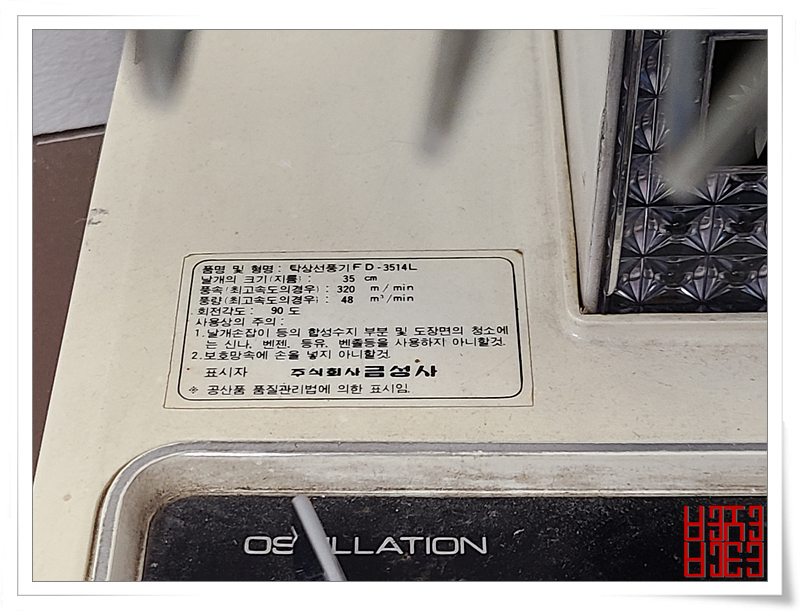 품명 및 형명 : 탁상선풍기 FD-3514L
날개의 크기(지름) : 35 cm
풍속(최고속도의경우) : 320 m/min
풍량(최고속도의경우) : 48 m³/min
회전각도 : 90 도
사용상의 주의 :
1. 날개손잡이 등의 합성수지 부분 및 도장면의 청소에
는 신나, 벤젠, 등유, 벤졸등을 사용하지 아니할것.
2. 보호망속에 손을 넣지 아니할것.
표시자 주식회사금성사
※ 공산품 품질관리법에 의한 표시임.